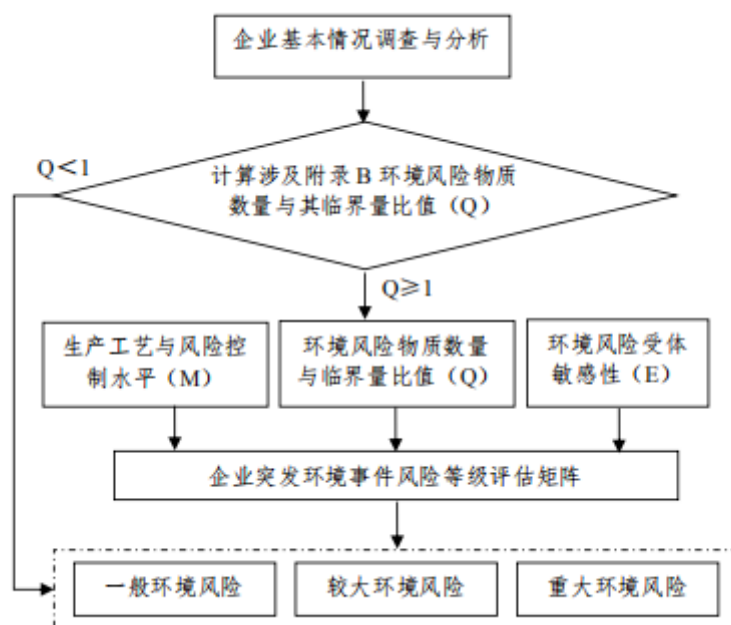 企业基本情况调查与分析
Q＜1
计算涉及附录 B 环境风险物质
数量与其临界量比值（Q）
Q≥1
生产工艺与风险控
制水平（M）
环境风险物质数量
与临界量比值（Q）
环境风险受体
敏感性（E）
企业突发环境事件风险等级评估矩阵
一般环境风险
较大环境风险
重大环境风险